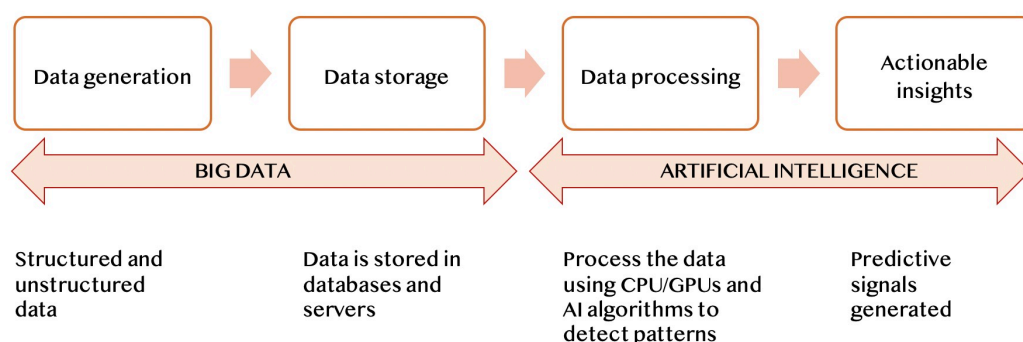 Data generation
Data storage
Data processing
Actionable
insights
BIG DATA
ARTIFICIAL INTELLIGENCE
Structured and
unstructured
data
Data is stored in
databases and
servers
Process the data
using CPU/GPUs and
AI algorithms to
detect patterns
Predictive
signals
generated